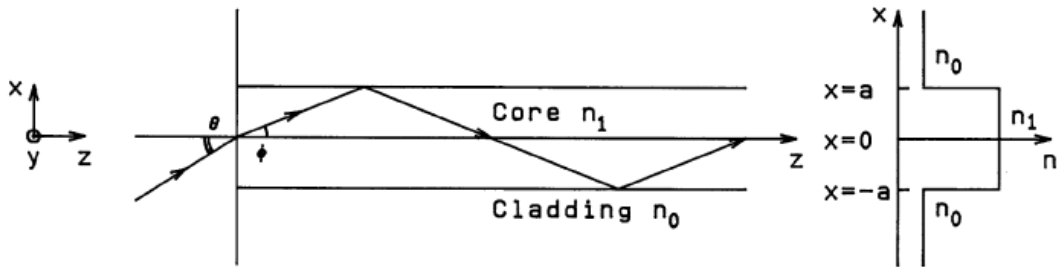 x
y
z
θ
ϕ
Core n₁
z
Cladding n₀
x
n₀
x=a
n₁
x=0
n
x=-a
n₀